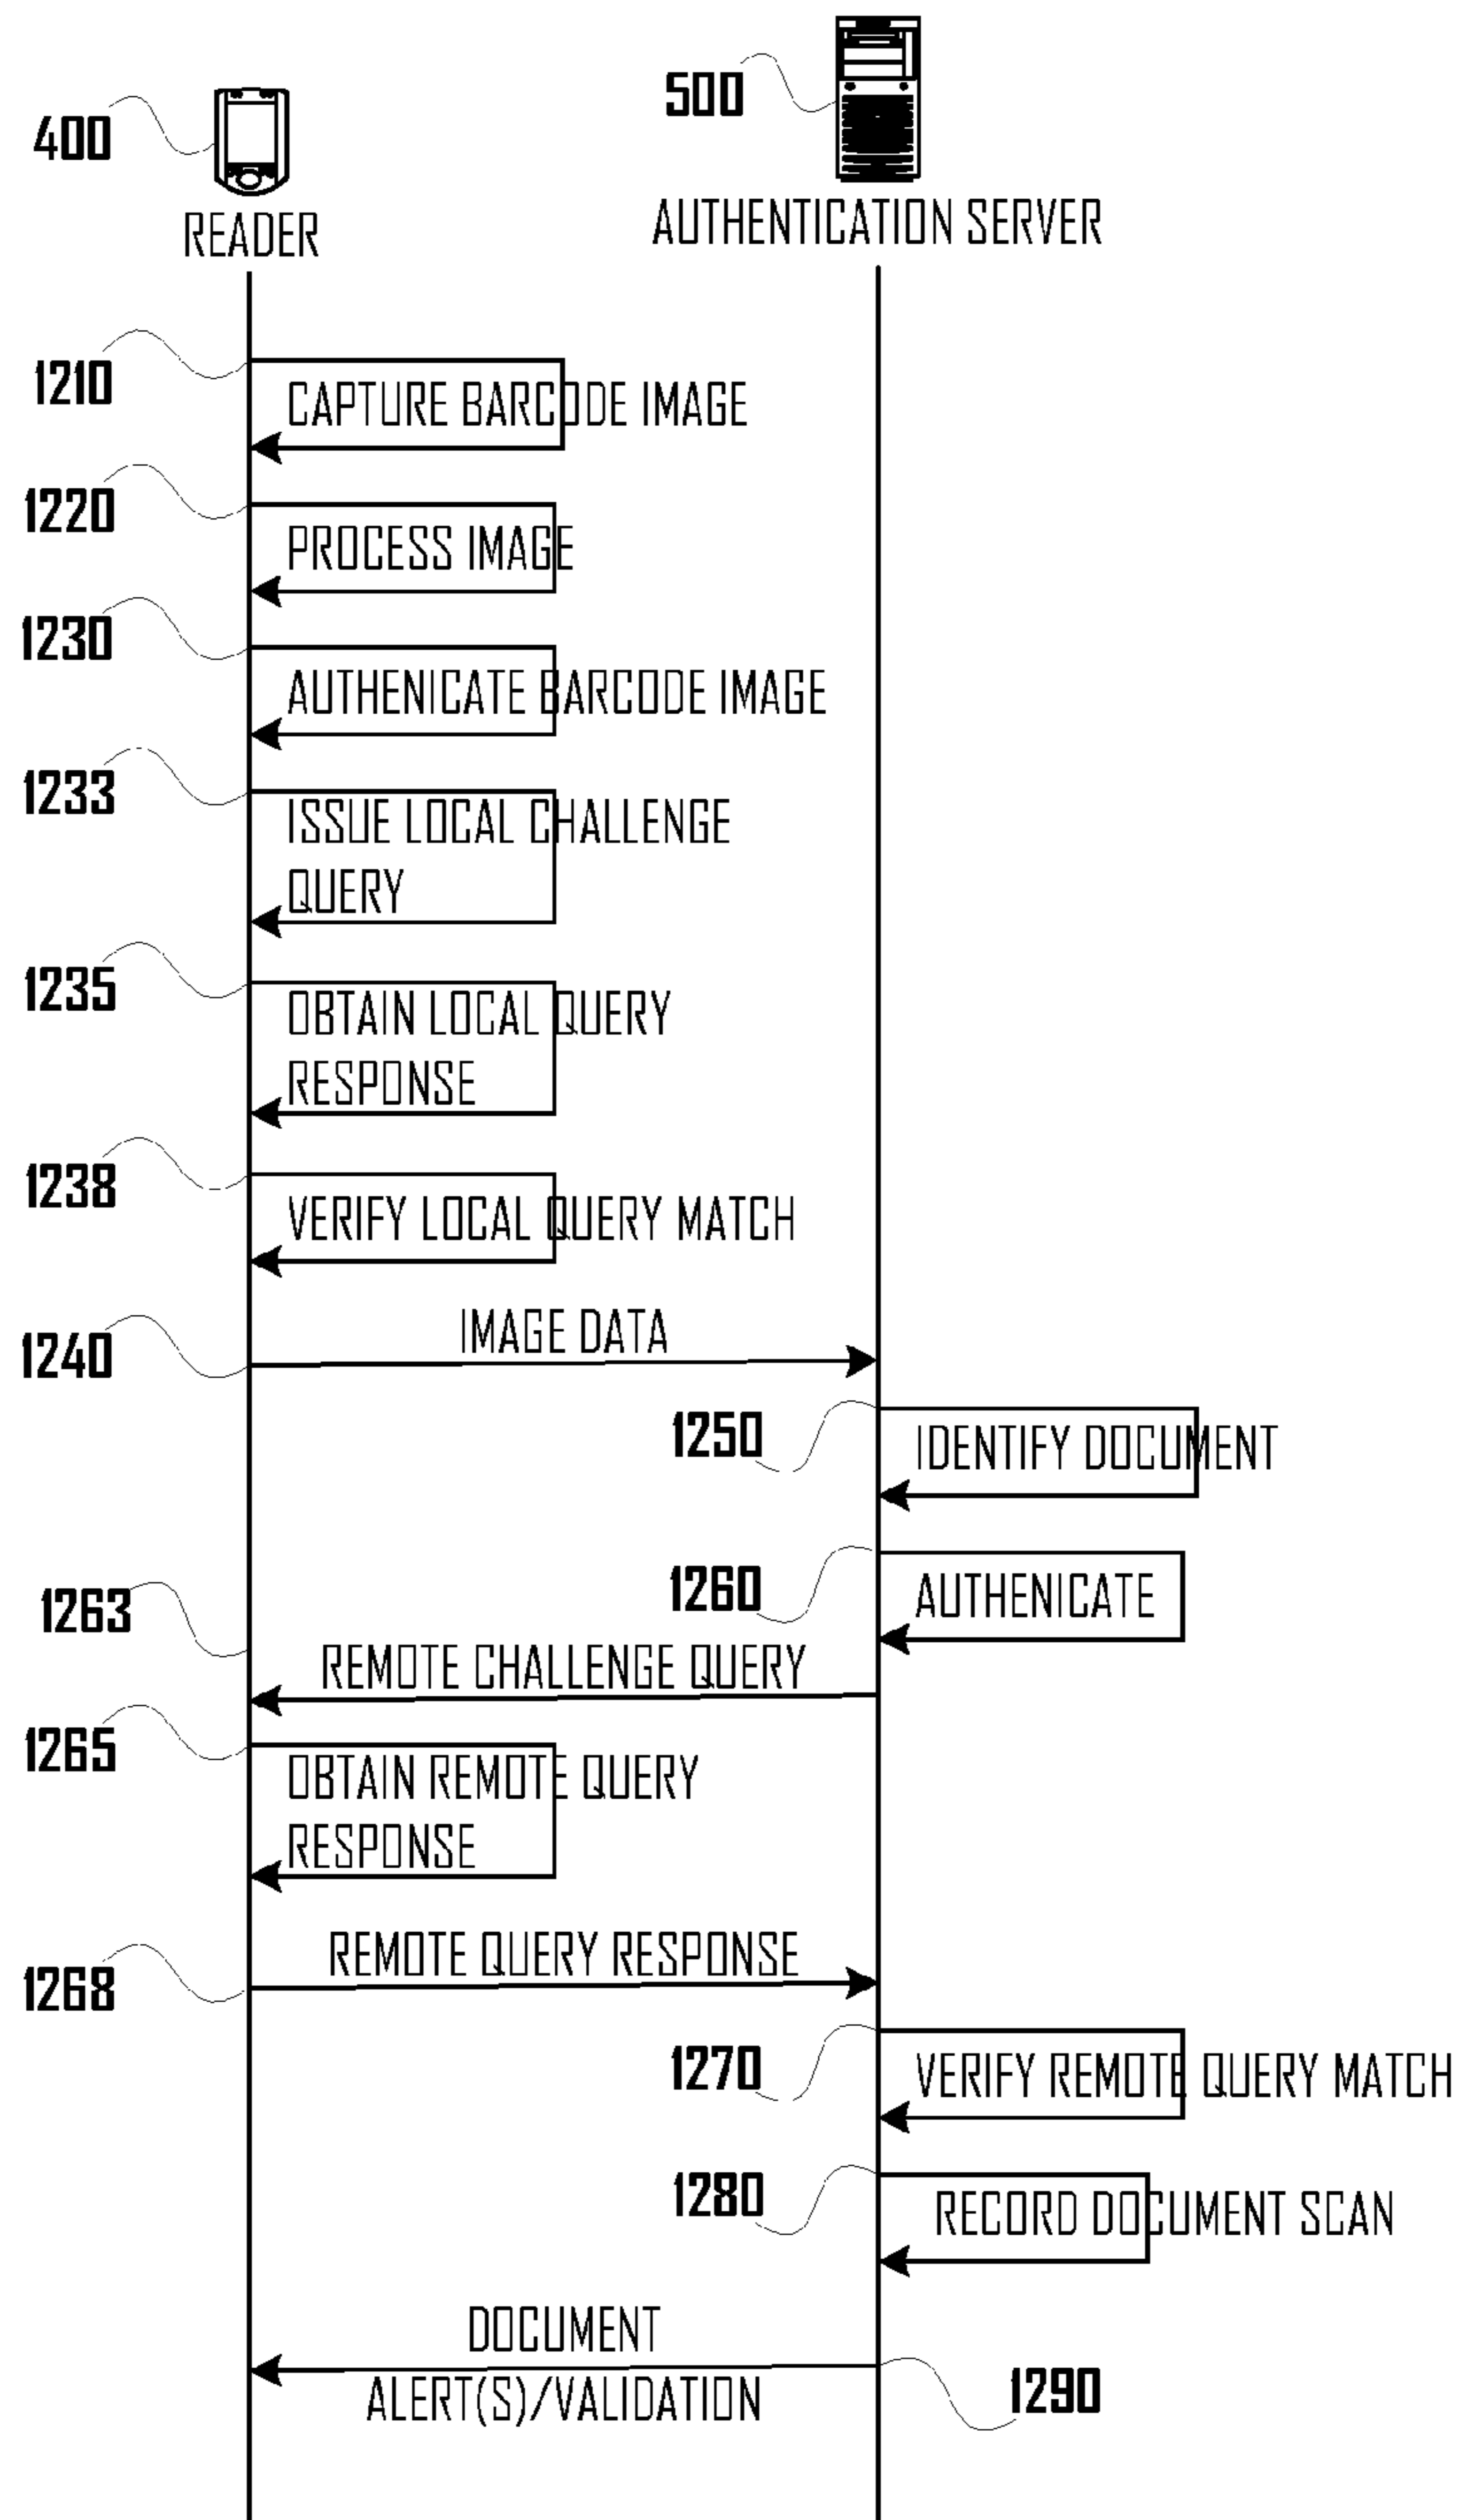 500
400
READER
AUTHENTICATION SERVER
1210
CAPTURE BARCODE IMAGE
1220
PROCESS IMAGE
1230
AUTHENICATE BARCODE IMAGE
1233
ISSUE LOCAL CHALLENGE
QUERY
1235
OBTAIN LOCAL QUERY
RESPONSE
1238
VERIFY LOCAL QUERY MATCH
1240
IMAGE DATA
1250
IDENTIFY DOCUMENT
1260
AUTHENICATE
1263
REMOTE CHALLENGE QUERY
1265
OBTAIN REMOTE QUERY
RESPONSE
1268
REMOTE QUERY RESPONSE
1270
VERIFY REMOTE QUERY MATCH
1280
RECORD DOCUMENT SCAN
DOCUMENT
ALERT(S)/VALIDATION
1290